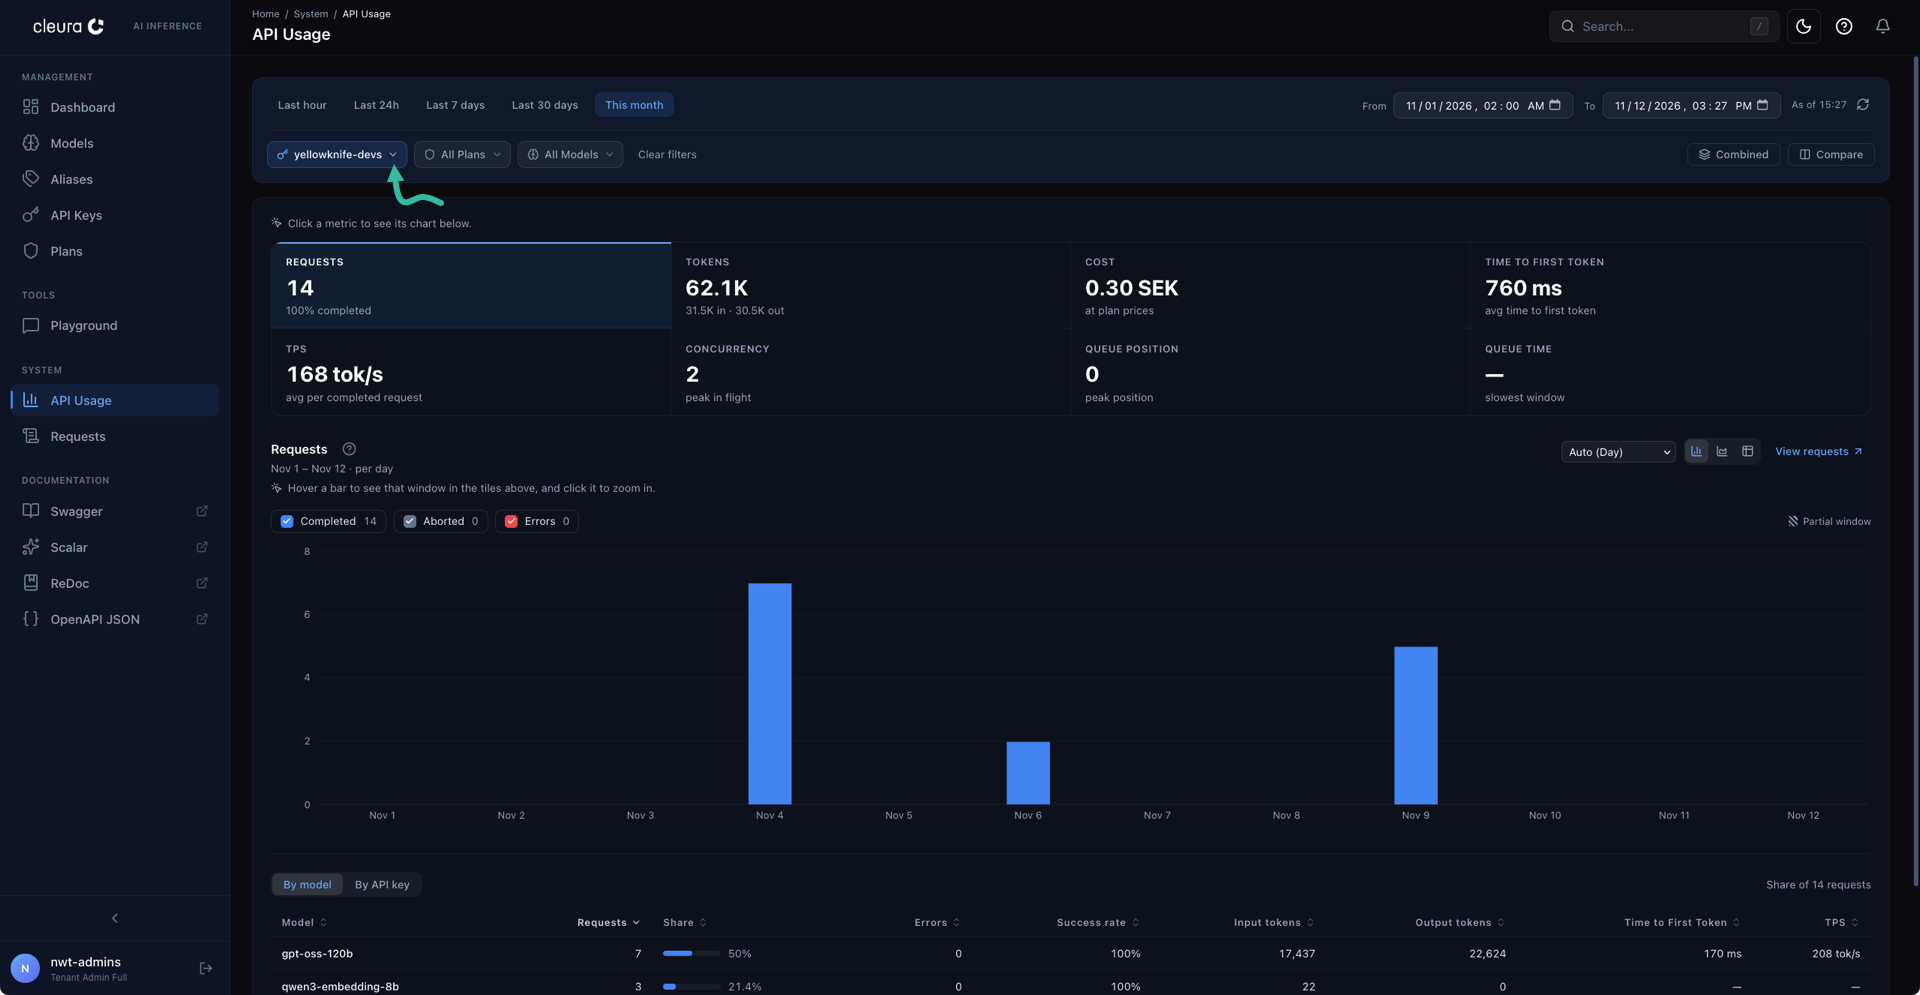 cleura AI INFERENCE
MANAGEMENT
Dashboard
Models
Aliases
API Keys
Plans
TOOLS
Playground
SYSTEM
API Usage
Requests
DOCUMENTATION
Swagger
Scalar
ReDoc
OpenAPI JSON
N nwt-admins
Tenant Admin Full
Home / System / API Usage
API Usage
Search... /
Last hour Last 24h Last 7 days Last 30 days This month
From 11/01/2026, 02:00 AM To 11/12/2026, 03:27 PM As of 15:27
yellowknife-devs All Plans All Models Clear filters
Combined Compare
Click a metric to see its chart below.
REQUESTS
14
100% completed
TOKENS
62.1K
31.5K in · 30.5K out
COST
0.30 SEK
at plan prices
TIME TO FIRST TOKEN
760 ms
avg time to first token
TPS
168 tok/s
avg per completed request
CONCURRENCY
2
peak in flight
QUEUE POSITION
0
peak position
QUEUE TIME
—
slowest window
Requests
Nov 1 – Nov 12 · per day
Auto (Day) View requests
Hover a bar to see that window in the tiles above, and click it to zoom in.
Completed 14 Aborted 0 Errors 0
Partial window
8
6
4
2
0
Nov 1 Nov 2 Nov 3 Nov 4 Nov 5 Nov 6 Nov 7 Nov 8 Nov 9 Nov 10 Nov 11 Nov 12
By model By API key
Share of 14 requests
Model Requests Share Errors Success rate Input tokens Output tokens Time to First Token TPS
gpt-oss-120b 7 50% 0 100% 17,437 22,624 170 ms 208 tok/s
qwen3-embedding-8b 3 21.4% 0 100% 22 0 — —